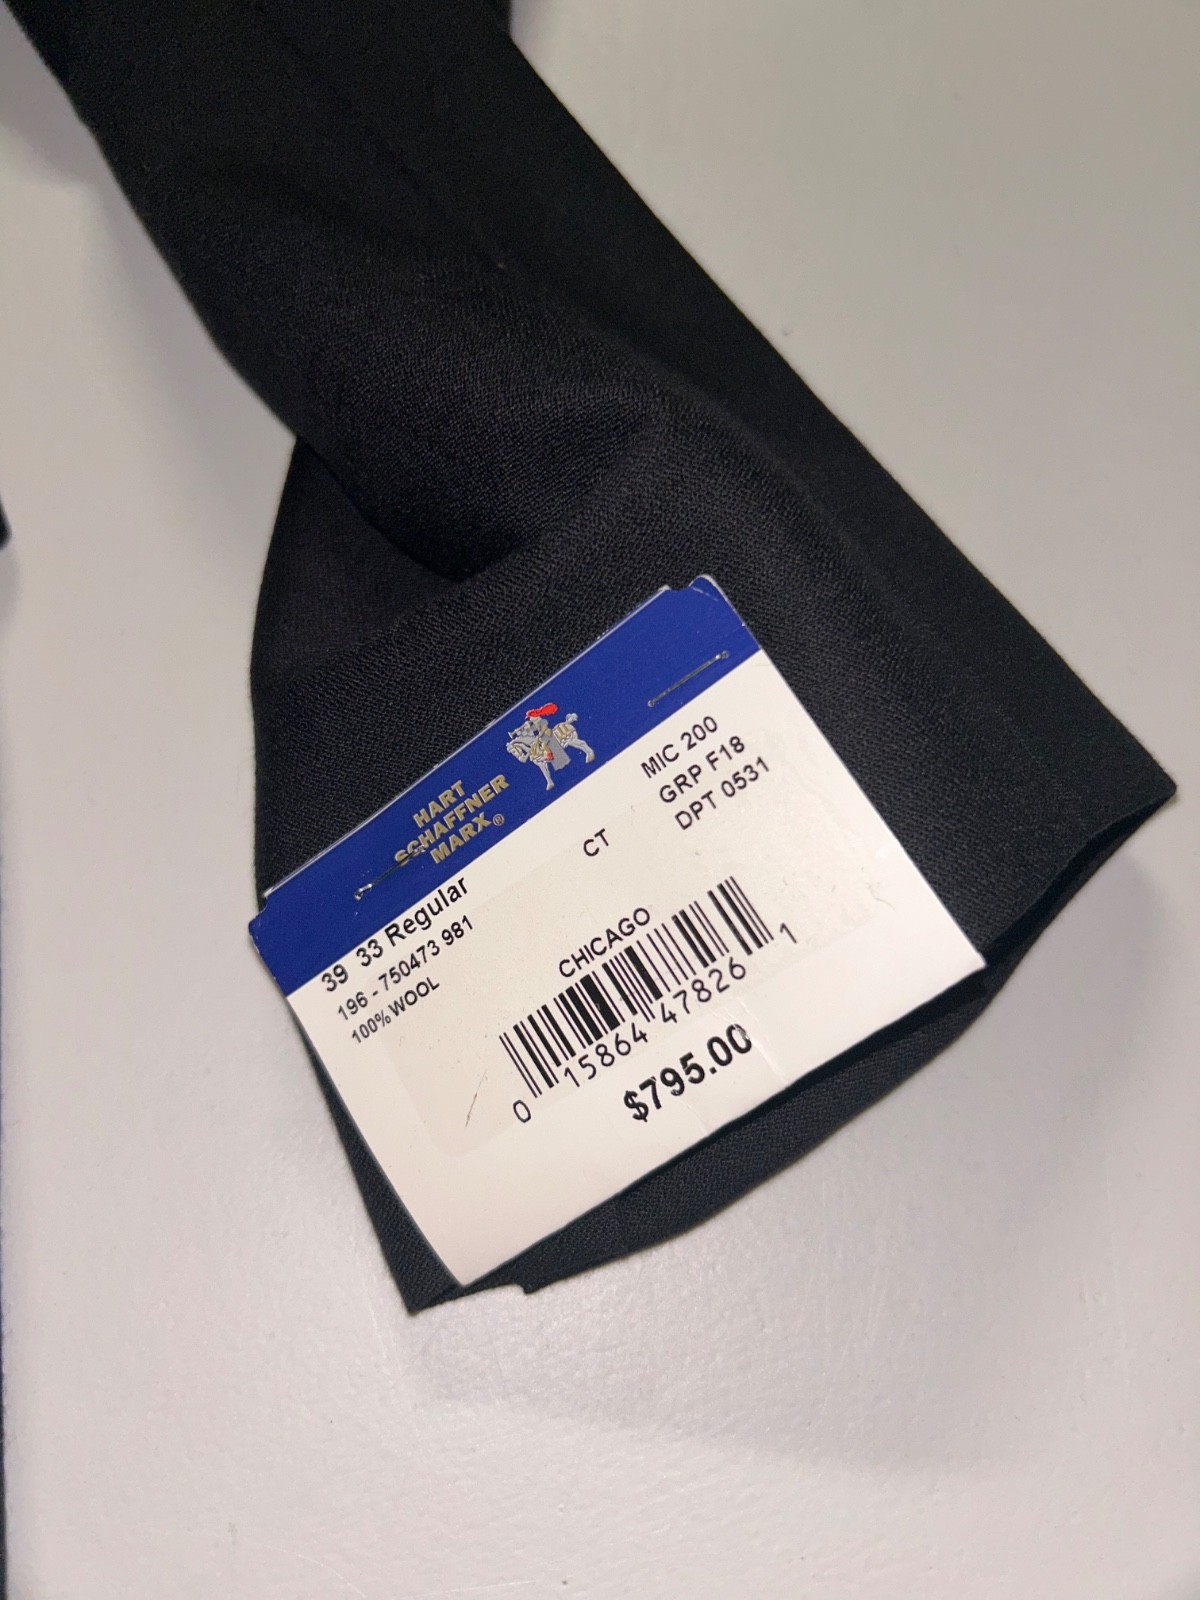 HART
SCHAFFNER
MARX®
39 33 Regular
196 - 750473 981
100% WOOL
CT
MIC 200
GRP F18
DPT 0531
CHICAGO
0 15864 47826 1
$795.00